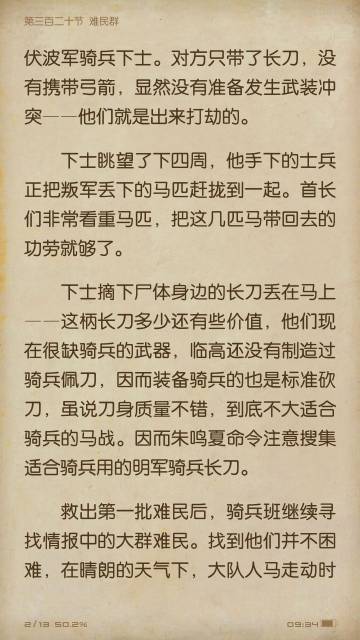 第三百二十节 难民群
伏波军骑兵下士。对方只带了长刀，没
有携带弓箭，显然没有准备发生武装冲
突——他们就是出来打劫的。
下士眺望了下四周，他手下的士兵
正把叛军丢下的马匹赶拢到一起。首长
们非常看重马匹，把这几匹马带回去的
功劳就够了。
下士摘下尸体身边的长刀丢在马上
——这柄长刀多少还有些价值，他们现
在很缺骑兵的武器，临高还没有制造过
骑兵佩刀，因而装备骑兵的也是标准砍
刀，虽说刀身质量不错，到底不大适合
骑兵的马战。因而朱鸣夏命令注意搜集
适合骑兵用的明军骑兵长刀。
救出第一批难民后，骑兵班继续寻
找情报中的大群难民。找到他们并不困
难，在晴朗的天气下，大队人马走动时
2/13 50.2%
09:34